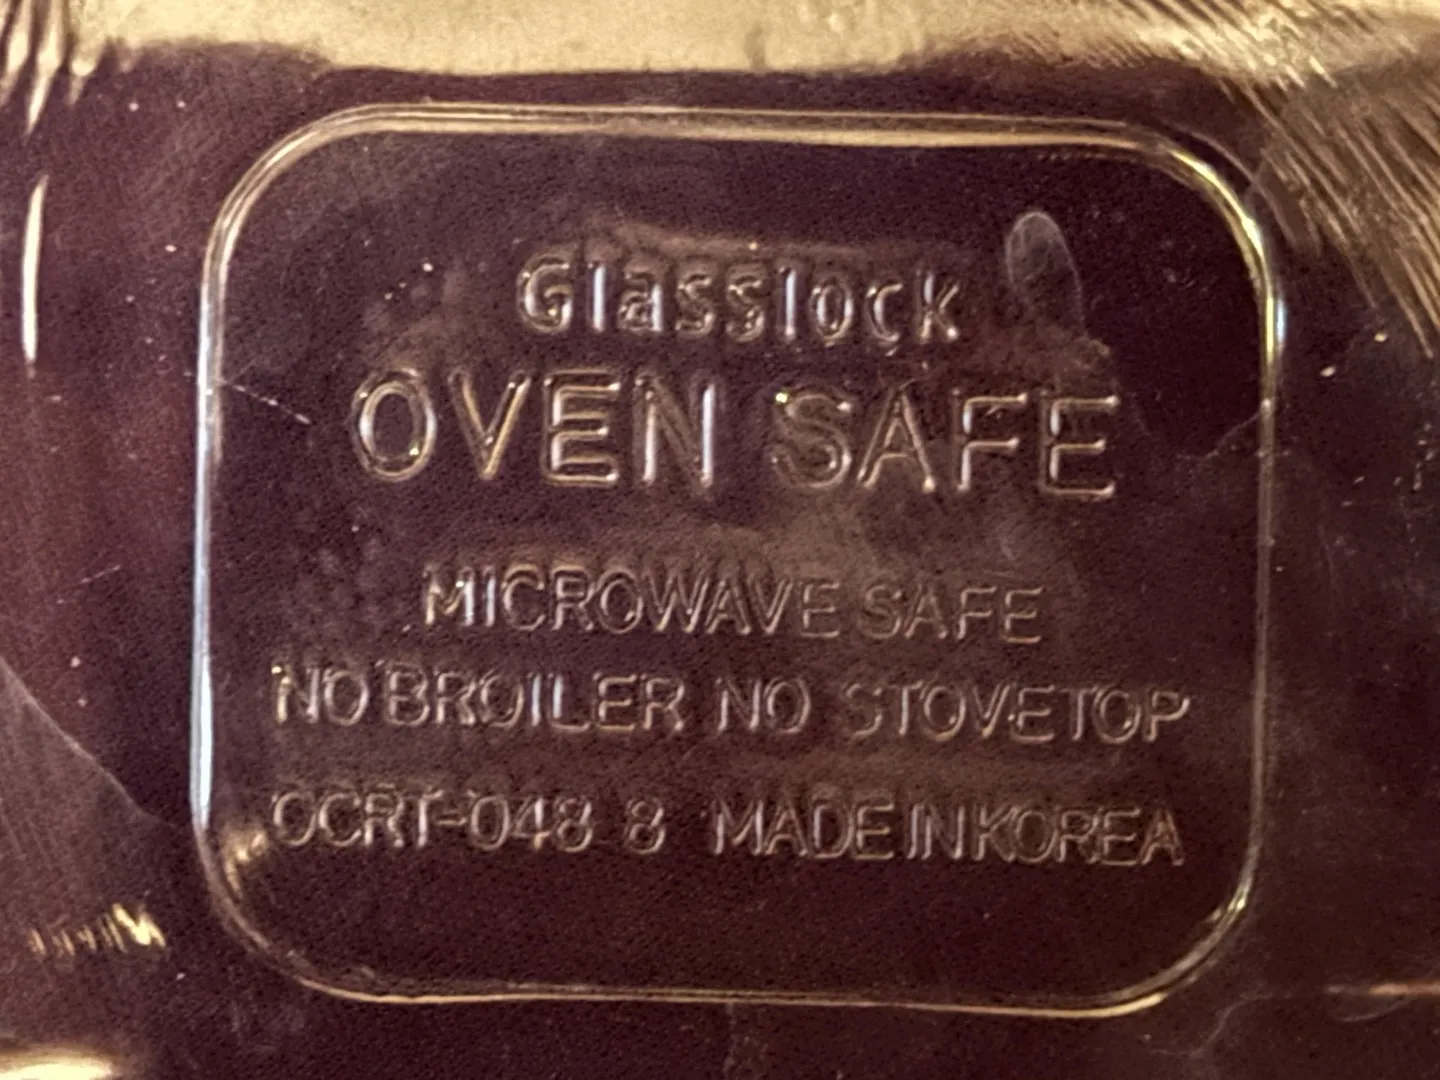 Glasslock
OVEN SAFE
MICROWAVE SAFE
NO BROILER NO STOVETOP
OCRT-048 8 MADE IN KOREA